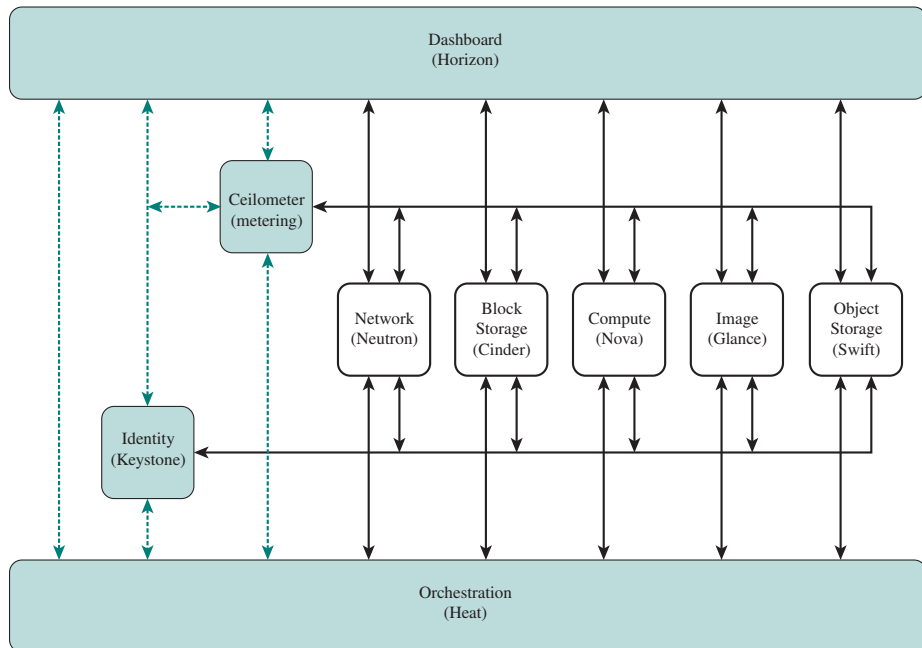 Dashboard
(Horizon)
Ceilometer
(metering)
Network
(Neutron)
Block
Storage
(Cinder)
Compute
(Nova)
Image
(Glance)
Object
Storage
(Swift)
Identity
(Keystone)
Orchestration
(Heat)